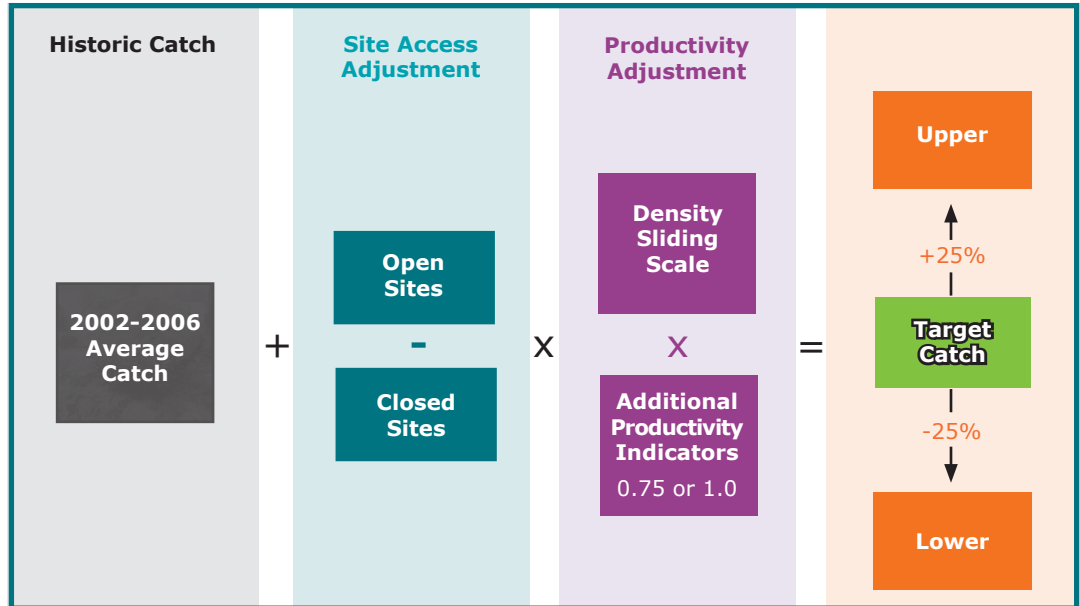 Historic Catch
2002-2006
Average
Catch
+
Site Access
Adjustment
Open
Sites
-
Closed
Sites
x
Productivity
Adjustment
Density
Sliding
Scale
x
Additional
Productivity
Indicators
0.75 or 1.0
=
Upper
+25%
Target
Catch
-25%
Lower